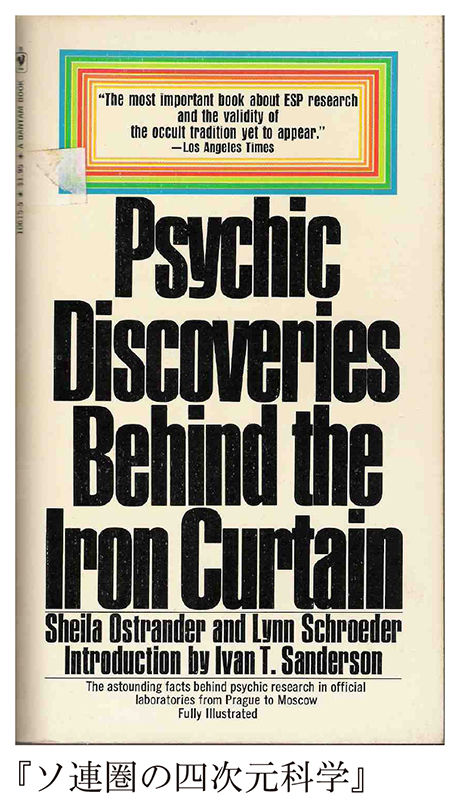 "The most important book about ESP research
and the validity of
the occult tradition yet to appear."
—Los Angeles Times
Psychic
Discoveries
Behind the
Iron Curtain
Sheila Ostrander and Lynn Schroeder
Introduction by Ivan T. Sanderson
The astounding facts behind psychic research in official
laboratories from Prague to Moscow
Fully Illustrated
A BANTAM BOOK
『ソ連圏の四次元科学』